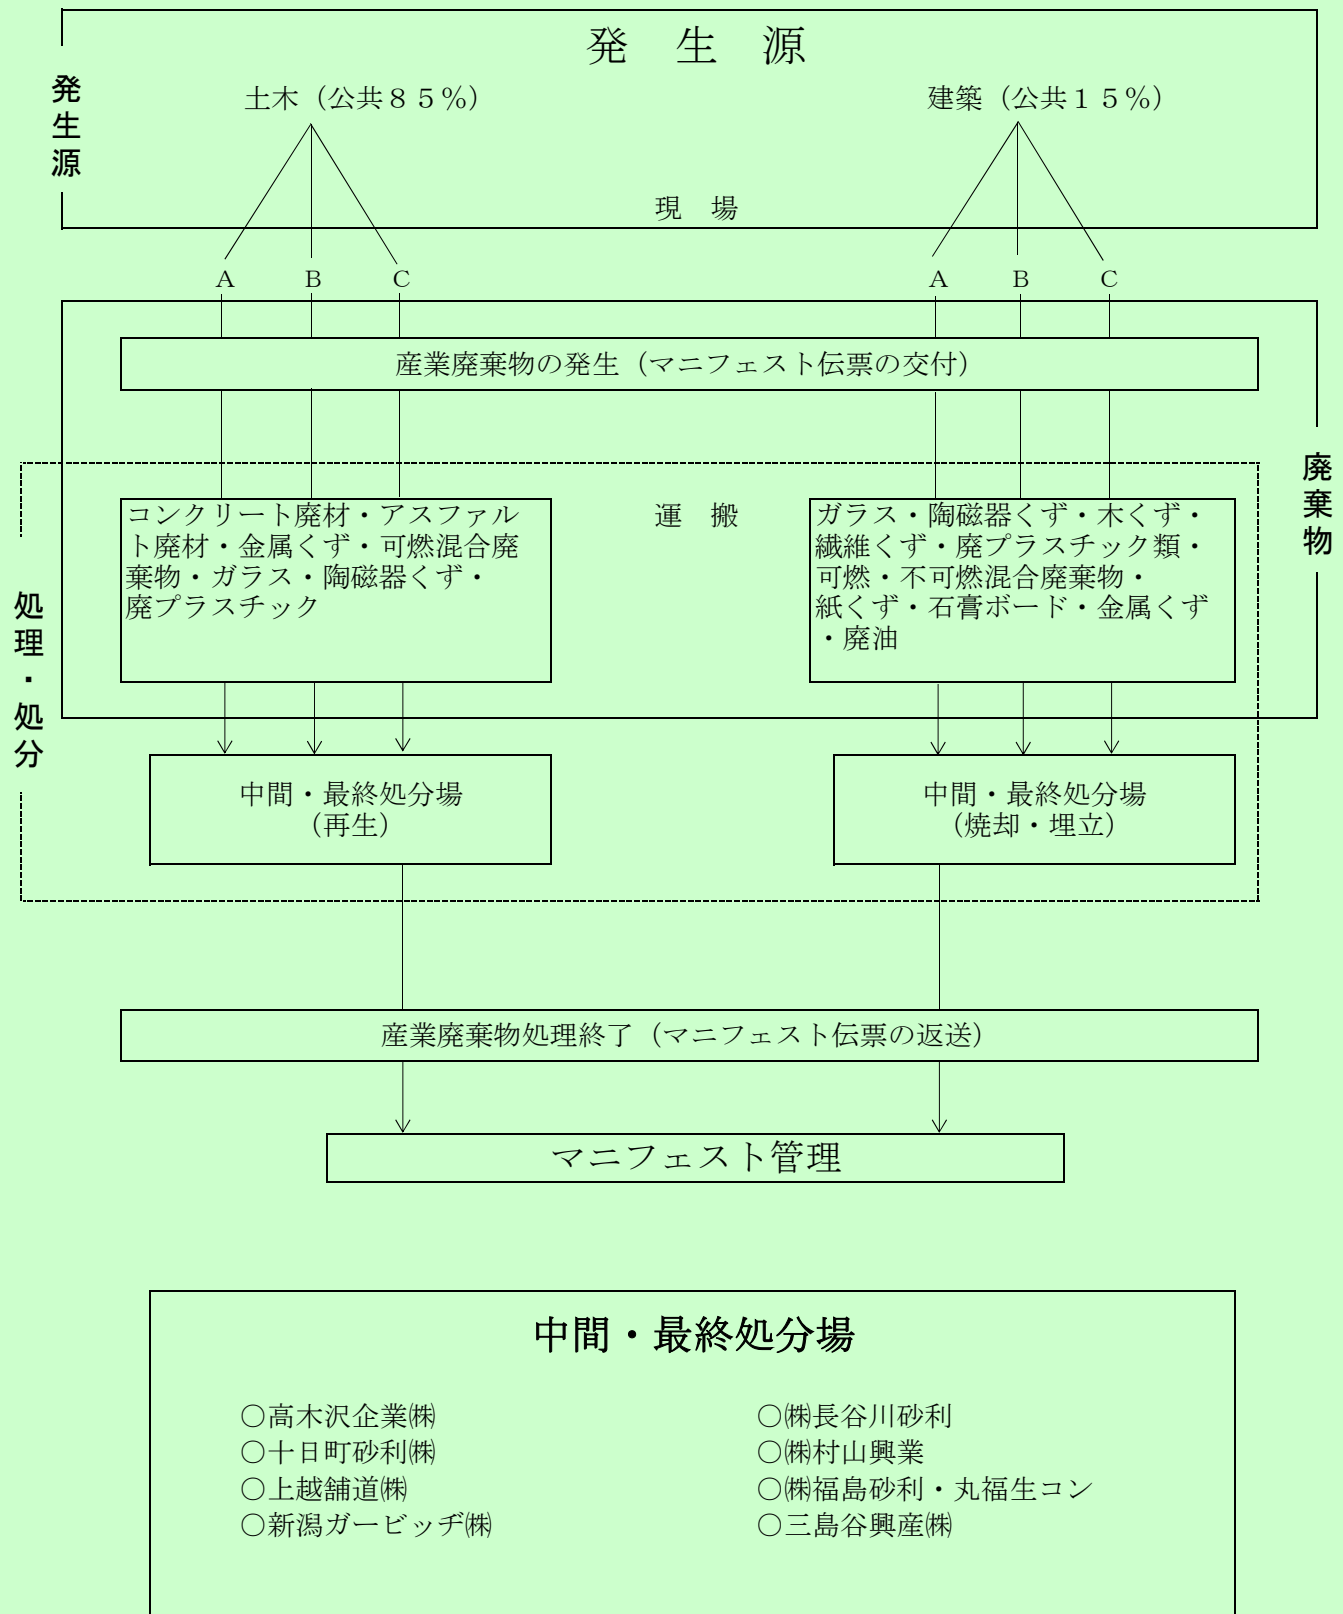 発　生　源
発生源
土木（公共８５％）
建築（公共１５％）
現　場
A　B　C
A　B　C
産業廃棄物の発生（マニフェスト伝票の交付）
廃棄物
処理・処分
コンクリート廃材・アスファル
ト廃材・金属くず・可燃混合廃
棄物・ガラス・陶磁器くず・
廃プラスチック
運　搬
ガラス・陶磁器くず・木くず・
繊維くず・廃プラスチック類・
可燃・不可燃混合廃棄物・
紙くず・石膏ボード・金属くず
・廃油
中間・最終処分場
（再生）
中間・最終処分場
（焼却・埋立）
産業廃棄物処理終了（マニフェスト伝票の返送）
マニフェスト管理
中間・最終処分場
○高木沢企業㈱
○十日町砂利㈱
○上越舗道㈱
○新潟ガービッヂ㈱
○㈱長谷川砂利
○㈱村山興業
○㈱福島砂利・丸福生コン
○三島谷興産㈱